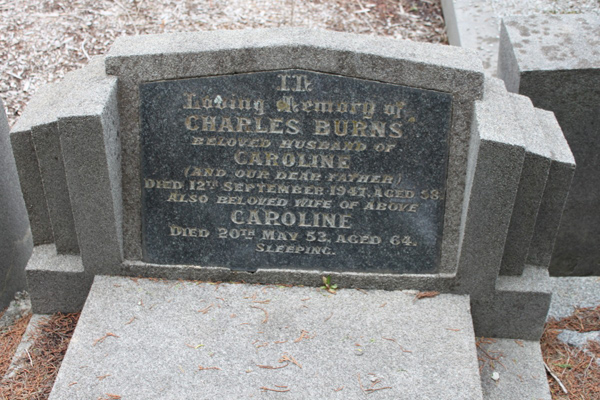 In
Loving Memory of
CHARLES BURNS
BELOVED HUSBAND OF
CAROLINE
(AND OUR DEAR FATHER)
DIED 12TH SEPTEMBER 1947, AGED 58.
ALSO BELOVED WIFE OF ABOVE
CAROLINE
DIED 20TH MAY 53, AGED 64.
SLEEPING.